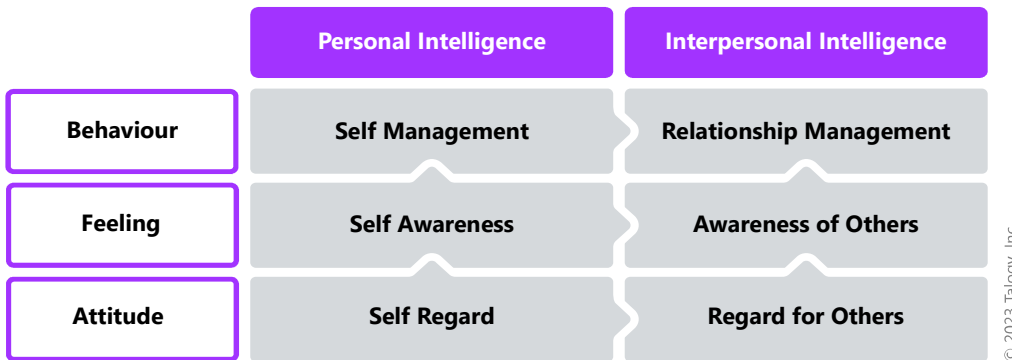 Personal Intelligence
Interpersonal Intelligence
Behaviour
Self Management
Relationship Management
Feeling
Self Awareness
Awareness of Others
Attitude
Self Regard
Regard for Others
© 2023 Talogy, Inc